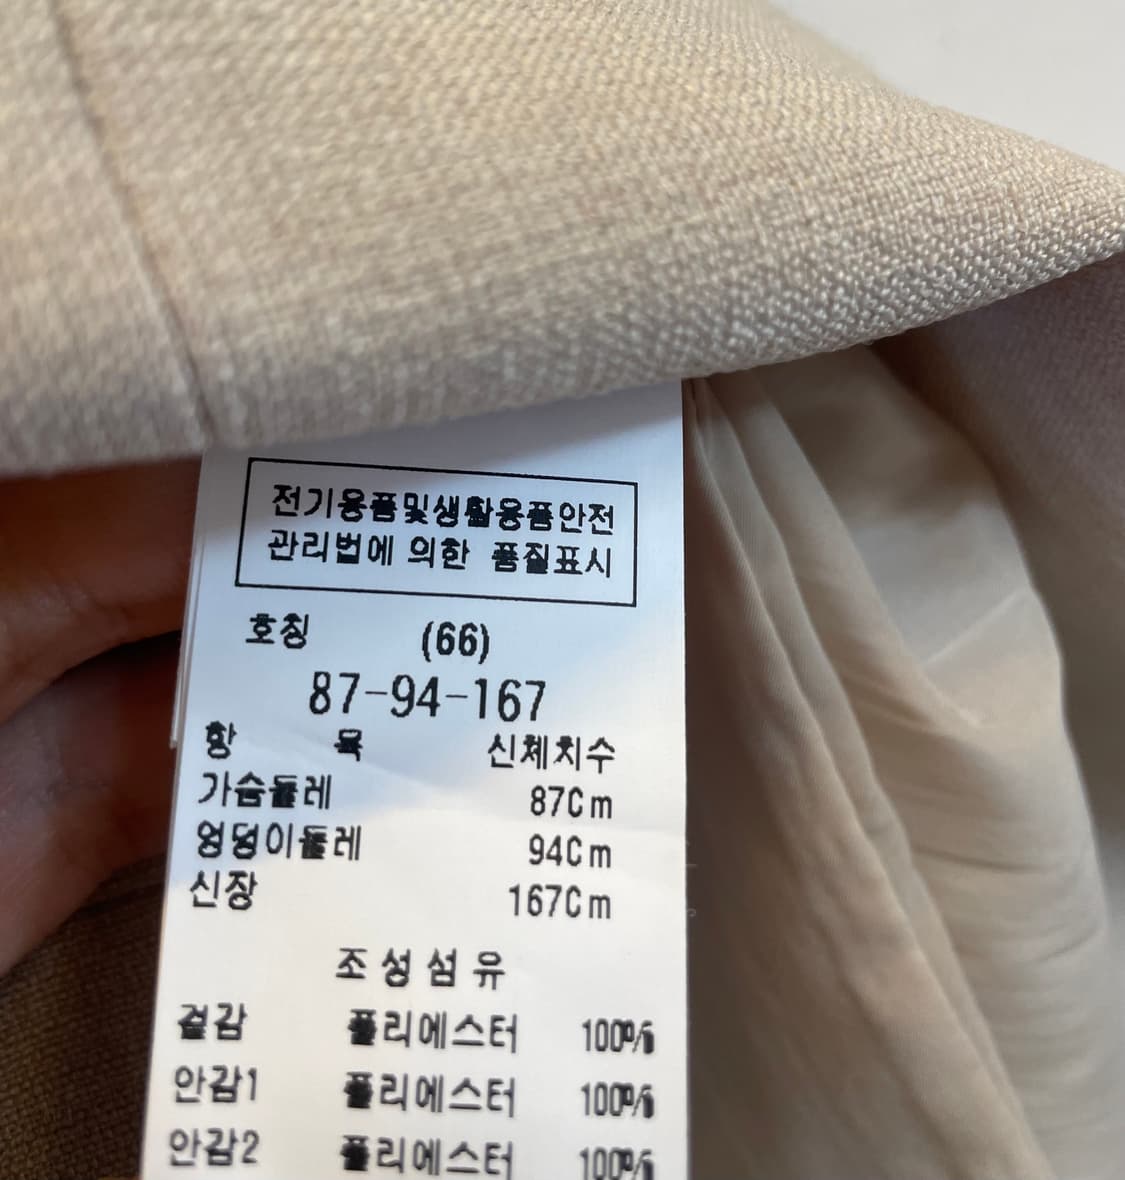 전기용품및생활용품안전
관리법에 의한 품질표시
호칭 (66)
87-94-167
항 목 신체치수
가슴둘레 87Cm
엉덩이둘레 94Cm
신장 167Cm
조성섬유
겉감 폴리에스터 100%
안감1 폴리에스터 100%
안감2 폴리에스터 100%